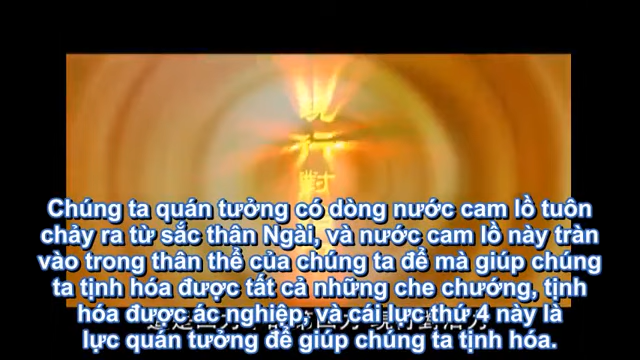 現
行
對
Chúng ta quán tưởng có dòng nước cam lồ tuôn
chảy ra từ sắc thân Ngài, và nước cam lồ này tràn
vào trong thân thể của chúng ta để mà giúp chúng
ta tịnh hóa được tất cả những che chướng, tịnh
hóa được ác nghiệp; và cái lực thứ 4 này là
lực quán tưởng để giúp chúng ta tịnh hóa.